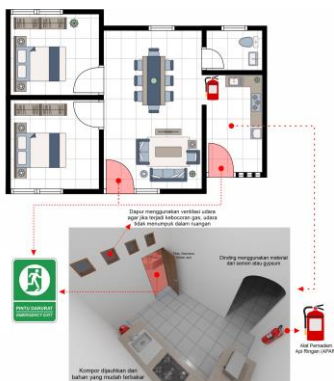 Dapur menggunakan ventilasi udara
agar jika terjadi kebocoran gas, udara
tidak menumpuk dalam ruangan
Dinding menggunakan material
dari semen atau gypsum
PINTU DARURAT
EMERGENCY EXIT
Alat Pemadam
Api Ringan (APAR)
Kompor dijauhkan dari
bahan yang mudah terbakar